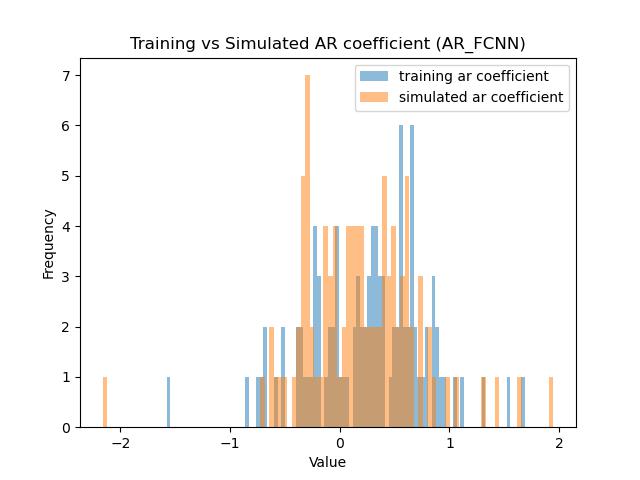 Training vs Simulated AR coefficient (AR_FCNN)
training ar coefficient
simulated ar coefficient
Frequency
7
6
5
4
3
2
1
0
−2
−1
0
1
2
Value